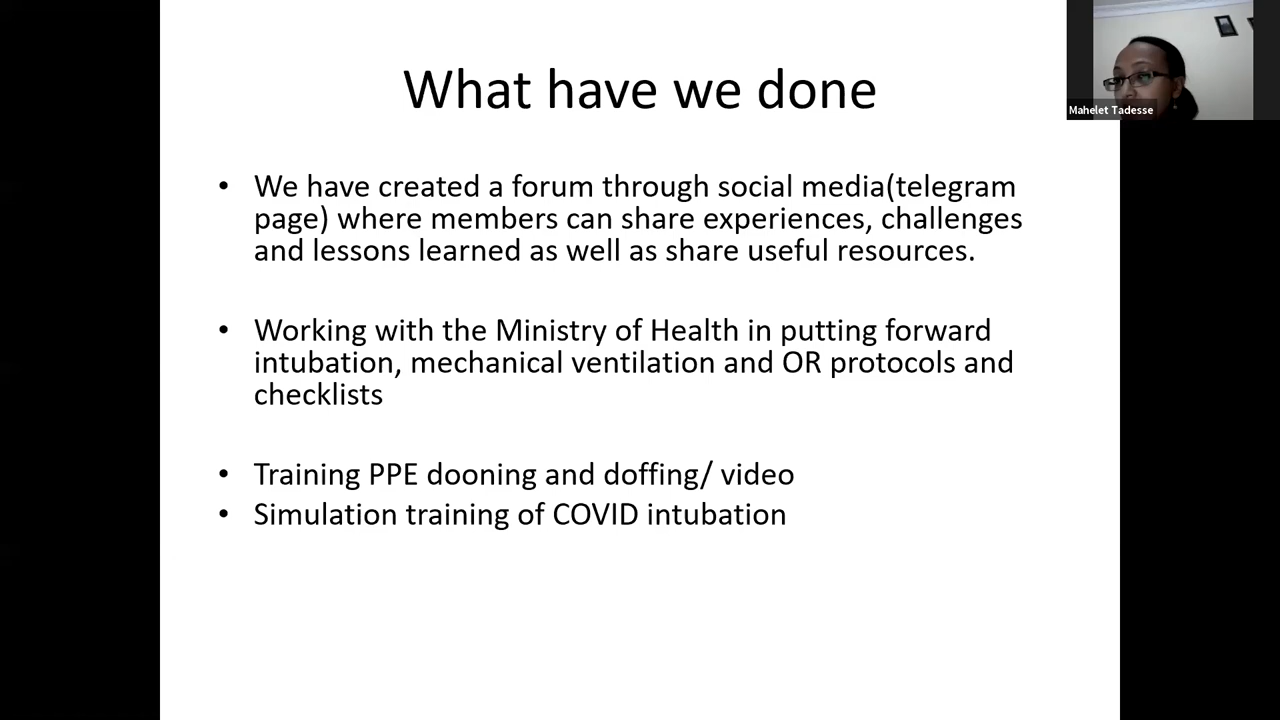 What have we done
Mahelet Tadesse
• We have created a forum through social media(telegram
page) where members can share experiences, challenges
and lessons learned as well as share useful resources.
• Working with the Ministry of Health in putting forward
intubation, mechanical ventilation and OR protocols and
checklists
• Training PPE dooning and doffing/ video
• Simulation training of COVID intubation